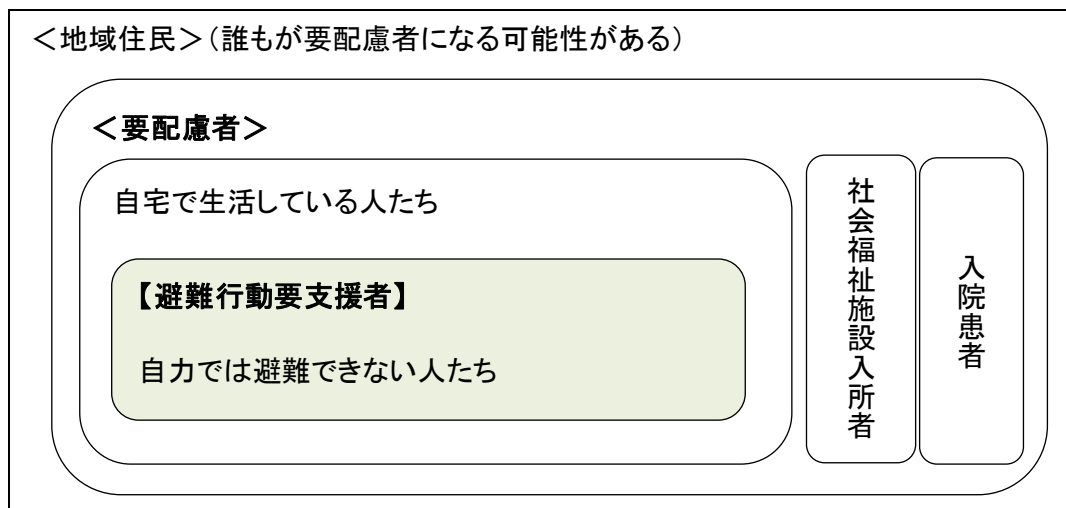 ＜地域住民＞（誰もが要配慮者になる可能性がある）
＜要配慮者＞
自宅で生活している人たち
【避難行動要支援者】
自力では避難できない人たち
社会福祉施設入所者
入院患者